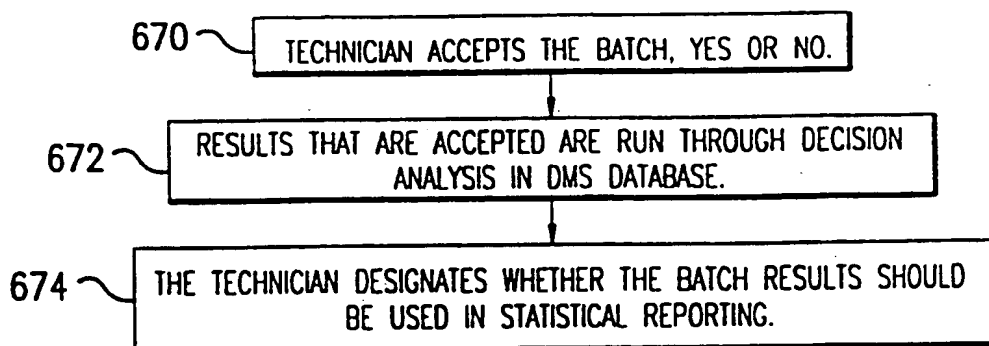 670
TECHNICIAN ACCEPTS THE BATCH, YES OR NO.
672
RESULTS THAT ARE ACCEPTED ARE RUN THROUGH DECISION
ANALYSIS IN DMS DATABASE.
674
THE TECHNICIAN DESIGNATES WHETHER THE BATCH RESULTS SHOULD
BE USED IN STATISTICAL REPORTING.